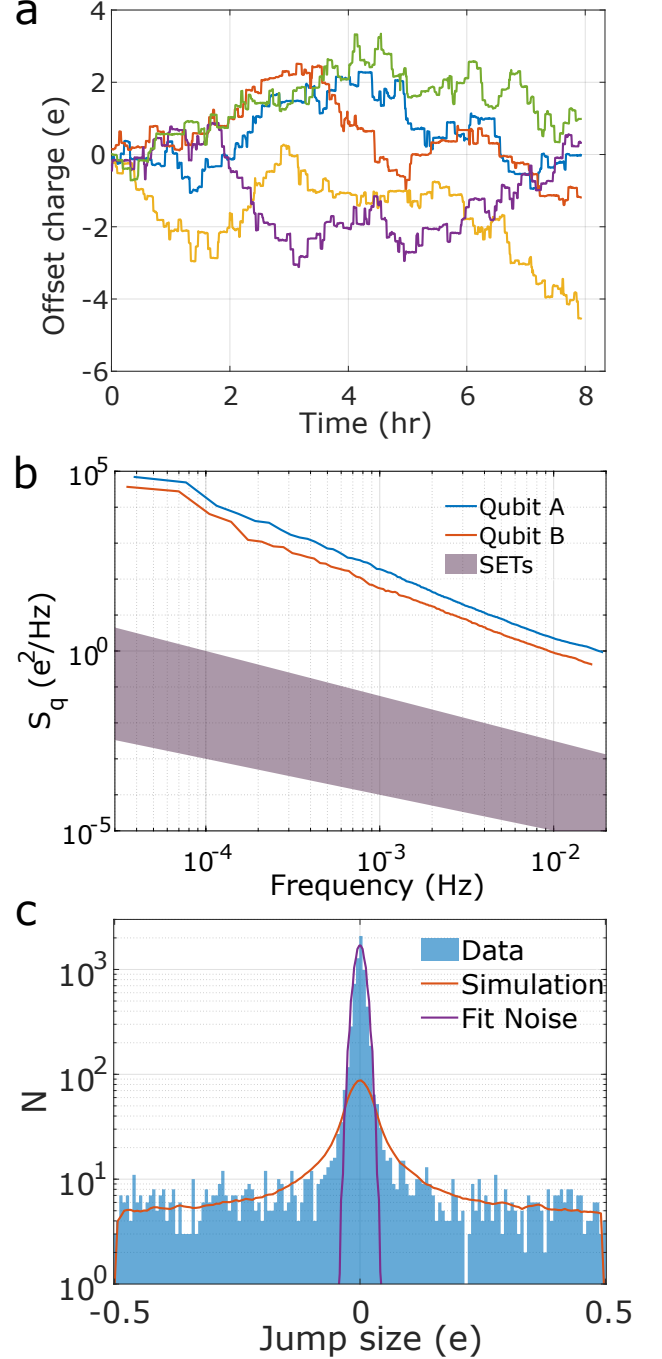 a
4
2
0
-2
-4
-6
Offset charge (e)
0 2 4 6 8
Time (hr)
b
10^5
10^0
10^-5
S_q (e^2/Hz)
Qubit A
Qubit B
SETs
10^-4 10^-3 10^-2
Frequency (Hz)
c
10^3
10^2
10^1
10^0
N
Data
Simulation
Fit Noise
-0.5 0 0.5
Jump size (e)